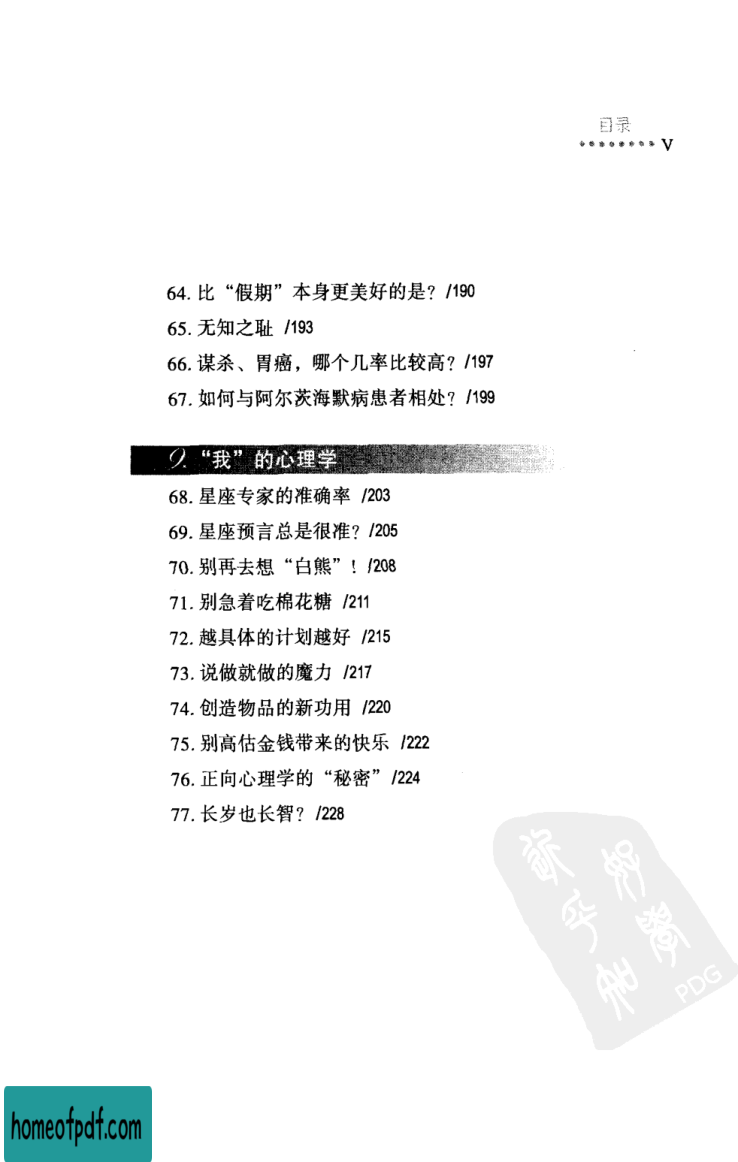 目录
V
64. 比“假期”本身更美好的是？/190
65. 无知之耻 /193
66. 谋杀、胃癌，哪个几率比较高？/197
67. 如何与阿尔茨海默病患者相处？/199
9. “我”的心理学
68. 星座专家的准确率 /203
69. 星座预言总是很准？/205
70. 别再去想“白熊”！/208
71. 别急着吃棉花糖 /211
72. 越具体的计划越好 /215
73. 说做就做的魔力 /217
74. 创造物品的新功用 /220
75. 别高估金钱带来的快乐 /222
76. 正向心理学的“秘密” /224
77. 长岁也长智？/228
PDG
homeofpdf.com